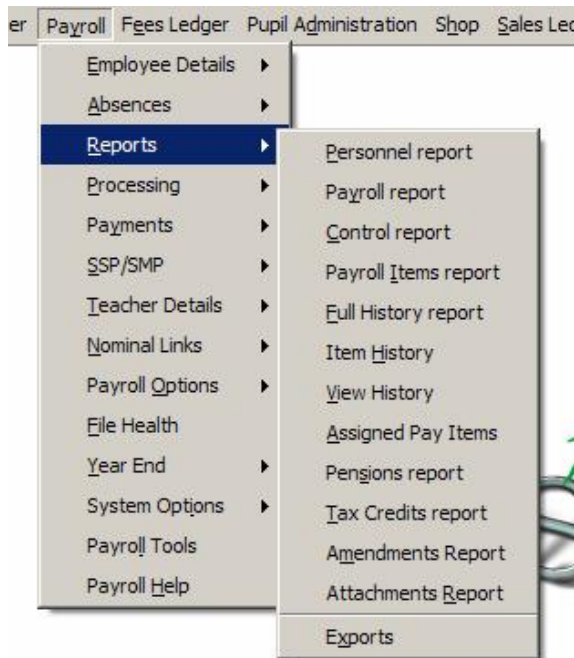 er Payroll Fees Ledger Pupil Administration Shop Sales Led
Employee Details
Absences
Reports
Processing
Payments
SSP/SMP
Teacher Details
Nominal Links
Payroll Options
File Health
Year End
System Options
Payroll Tools
Payroll Help
Personnel report
Payroll report
Control report
Payroll Items report
Full History report
Item History
View History
Assigned Pay Items
Pensions report
Tax Credits report
Amendments Report
Attachments Report
Exports